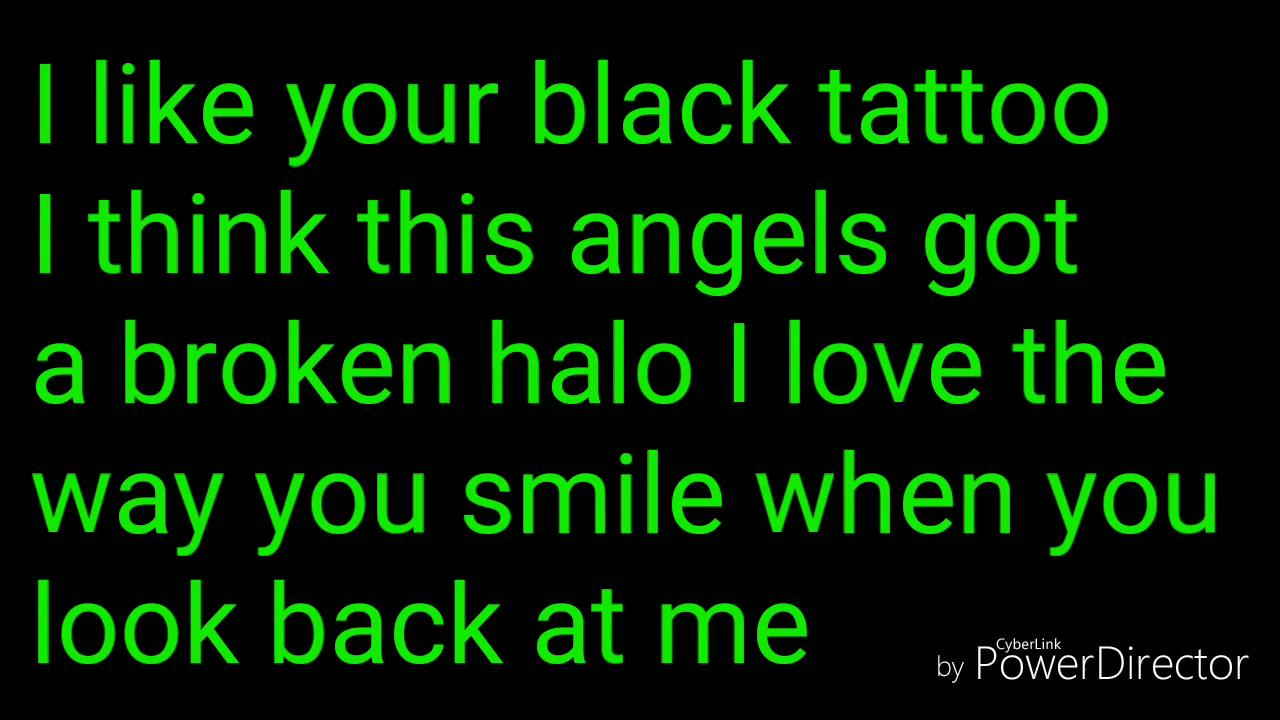 I like your black tattoo
I think this angels got
a broken halo I love the
way you smile when you
look back at me
CyberLink
by PowerDirector